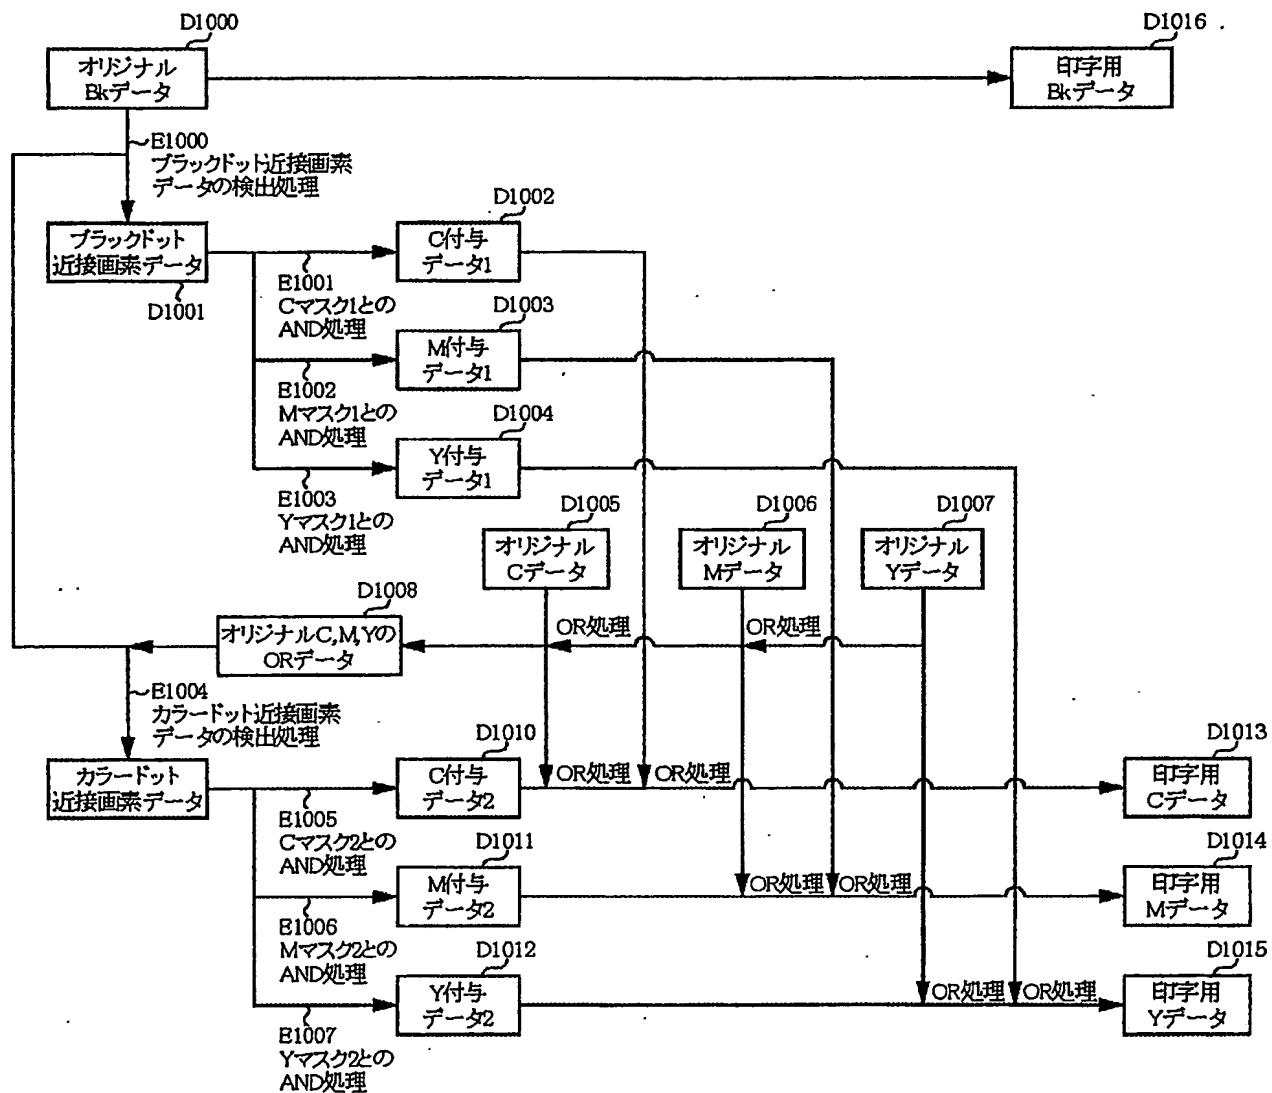 D1000
オリジナル
Bkデータ
D1016
印字用
Bkデータ
E1000
ブラックドット近接画素
データの検出処理
ブラックドット
近接画素データ
D1001
D1002
C付与
データ1
E1001
Cマスク1との
AND処理
D1003
M付与
データ1
E1002
Mマスク1との
AND処理
D1004
Y付与
データ1
E1003
Yマスク1との
AND処理
D1005
オリジナル
Cデータ
D1006
オリジナル
Mデータ
D1007
オリジナル
Yデータ
D1008
オリジナルC,M,Yの
ORデータ
OR処理
OR処理
E1004
カラードット近接画素
データの検出処理
カラードット
近接画素データ
D1010
C付与
データ2
OR処理
OR処理
D1013
印字用
Cデータ
E1005
Cマスク2との
AND処理
D1011
M付与
データ2
OR処理
OR処理
D1014
印字用
Mデータ
E1006
Mマスク2との
AND処理
D1012
Y付与
データ2
OR処理
OR処理
D1015
印字用
Yデータ
E1007
Yマスク2との
AND処理